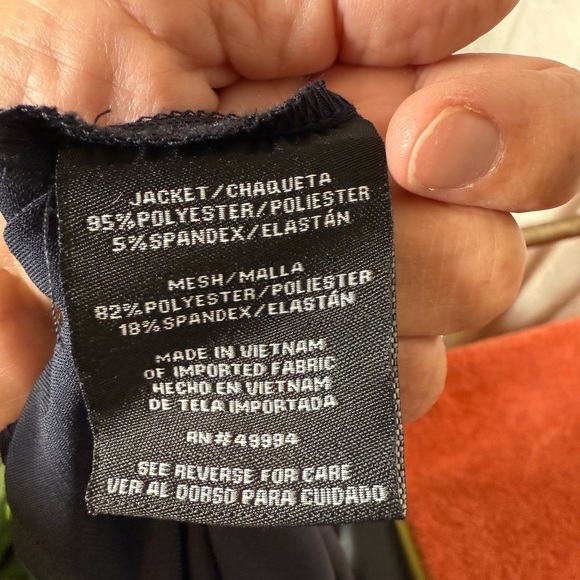 JACKET/CHAQUETA
95%POLYESTER/POLIESTER
5%SPANDEX/ELASTÁN
MESH/MALLA
82%POLYESTER/POLIESTER
18%SPANDEX/ELASTÁN
MADE IN VIETNAM
OF IMPORTED FABRIC
HECHO EN VIETNAM
DE TELA IMPORTADA
RN#49994
SEE REVERSE FOR CARE
VER AL DORSO PARA CUIDADO